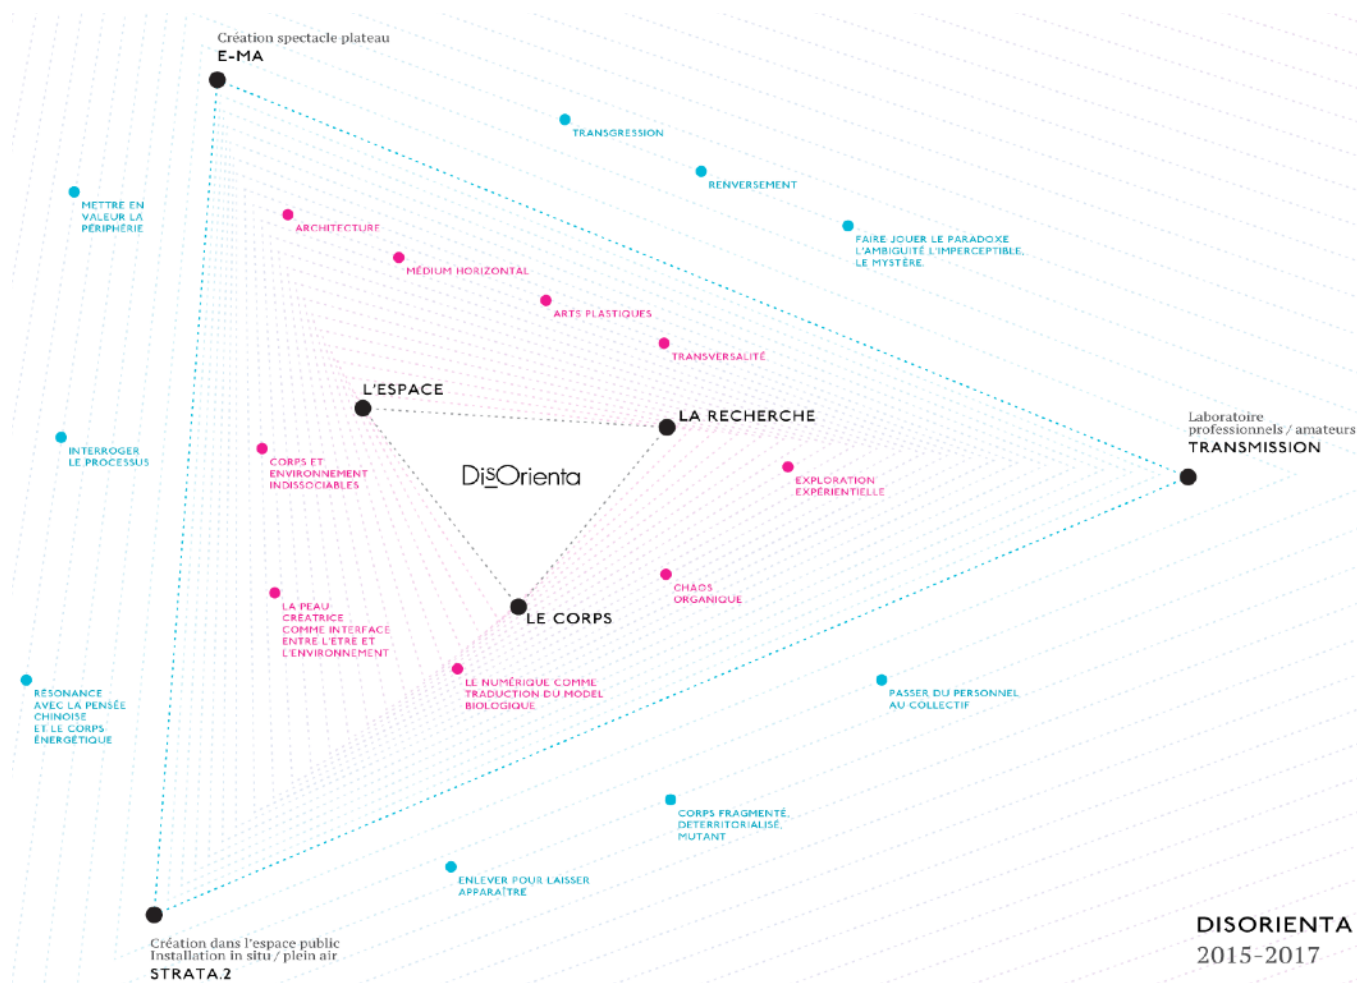 Création spectacle plateau
E-MA
TRANSGRESSION
RENVERSEMENT
METTRE EN
VALEUR LA
PÉRIPHÉRIE
ARCHITECTURE
FAIRE JOUER LE PARADOXE
L'AMBIGUITÉ L'IMPERCEPTIBLE,
LE MYSTÈRE.
MÉDIUM HORIZONTAL
ARTS PLASTIQUES
TRANSVERSALITÉ
L'ESPACE
LA RECHERCHE
Laboratoire
professionnels / amateurs
TRANSMISSION
INTERROGER
LE PROCESSUS
CORPS ET
ENVIRONNEMENT
INDISSOCIABLES
DisOrienta
EXPLORATION
EXPÉRIENTIELLE
CHAOS
ORGANIQUE
LA PEAU
CRÉATRICE
COMME INTERFACE
ENTRE L'ETRE ET
L'ENVIRONNEMENT
LE CORPS
LE NUMÉRIQUE COMME
TRADUCTION DU MODEL
BIOLOGIQUE
RÉSONANCE
AVEC LA PENSÉE
CHINOISE
ET LE CORPS
ÉNERGÉTIQUE
PASSER DU PERSONNEL
AU COLLECTIF
CORPS FRAGMENTÉ,
DÉTERRITORIALISÉ,
MUTANT
ENLEVER POUR LAISSER
APPARAÎTRE
Création dans l'espace public
Installation in situ / plein air
STRATA.2
DISORIENTA
2015-2017